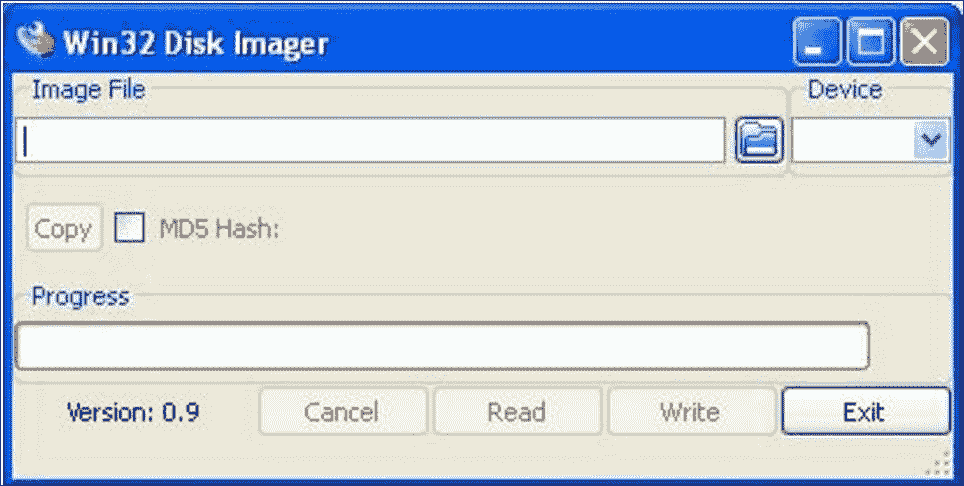 Win32 Disk Imager
Image File
Device
Copy
MD5 Hash:
Progress
Version: 0.9
Cancel
Read
Write
Exit